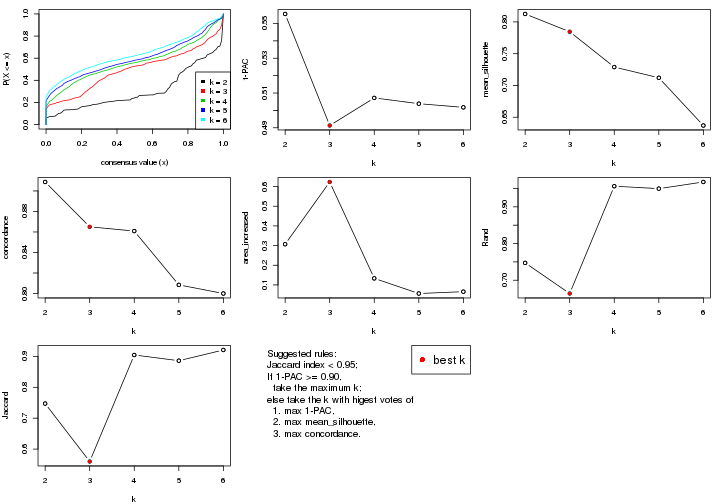 P(X <= x)
0.0 0.2 0.4 0.6 0.8 1.0
k = 2
k = 3
k = 4
k = 5
k = 6
0.0 0.2 0.4 0.6 0.8 1.0
consensus value (x)
1-PAC
0.49 0.51 0.53 0.55
2 3 4 5 6
k
mean_silhouette
0.65 0.70 0.75 0.80
2 3 4 5 6
k
concordance
0.80 0.84 0.88
2 3 4 5 6
k
area_increased
0.1 0.2 0.3 0.4 0.5 0.6
2 3 4 5 6
k
Rand
0.70 0.80 0.90
2 3 4 5 6
k
Jaccard
0.6 0.7 0.8 0.9
2 3 4 5 6
k
Suggested rules:
Jaccard index < 0.95;
If 1-PAC >= 0.90,
take the maximum k;
else take the k with higest votes of
1. max 1-PAC,
2. max mean_silhouette,
3. max concordance.
best k